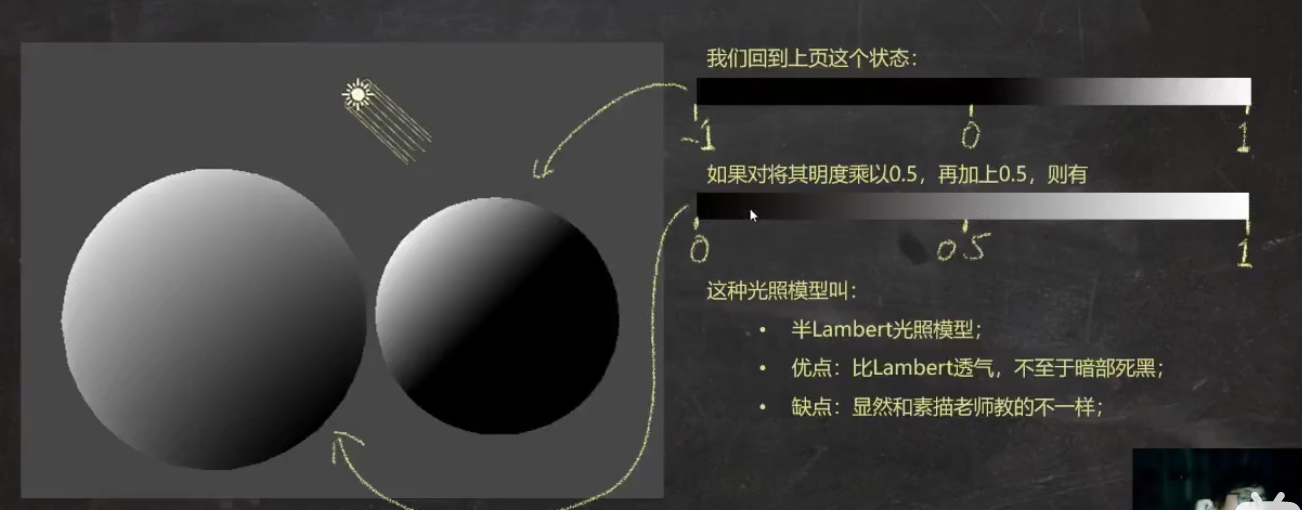 我们回到上页这个状态：
-1 0 1
如果对将其明度乘以0.5，再加上0.5，则有
0 05 1
这种光照模型叫：
• 半Lambert光照模型；
• 优点：比Lambert透气，不至于暗部死黑；
• 缺点：显然和素描老师教的不一样；